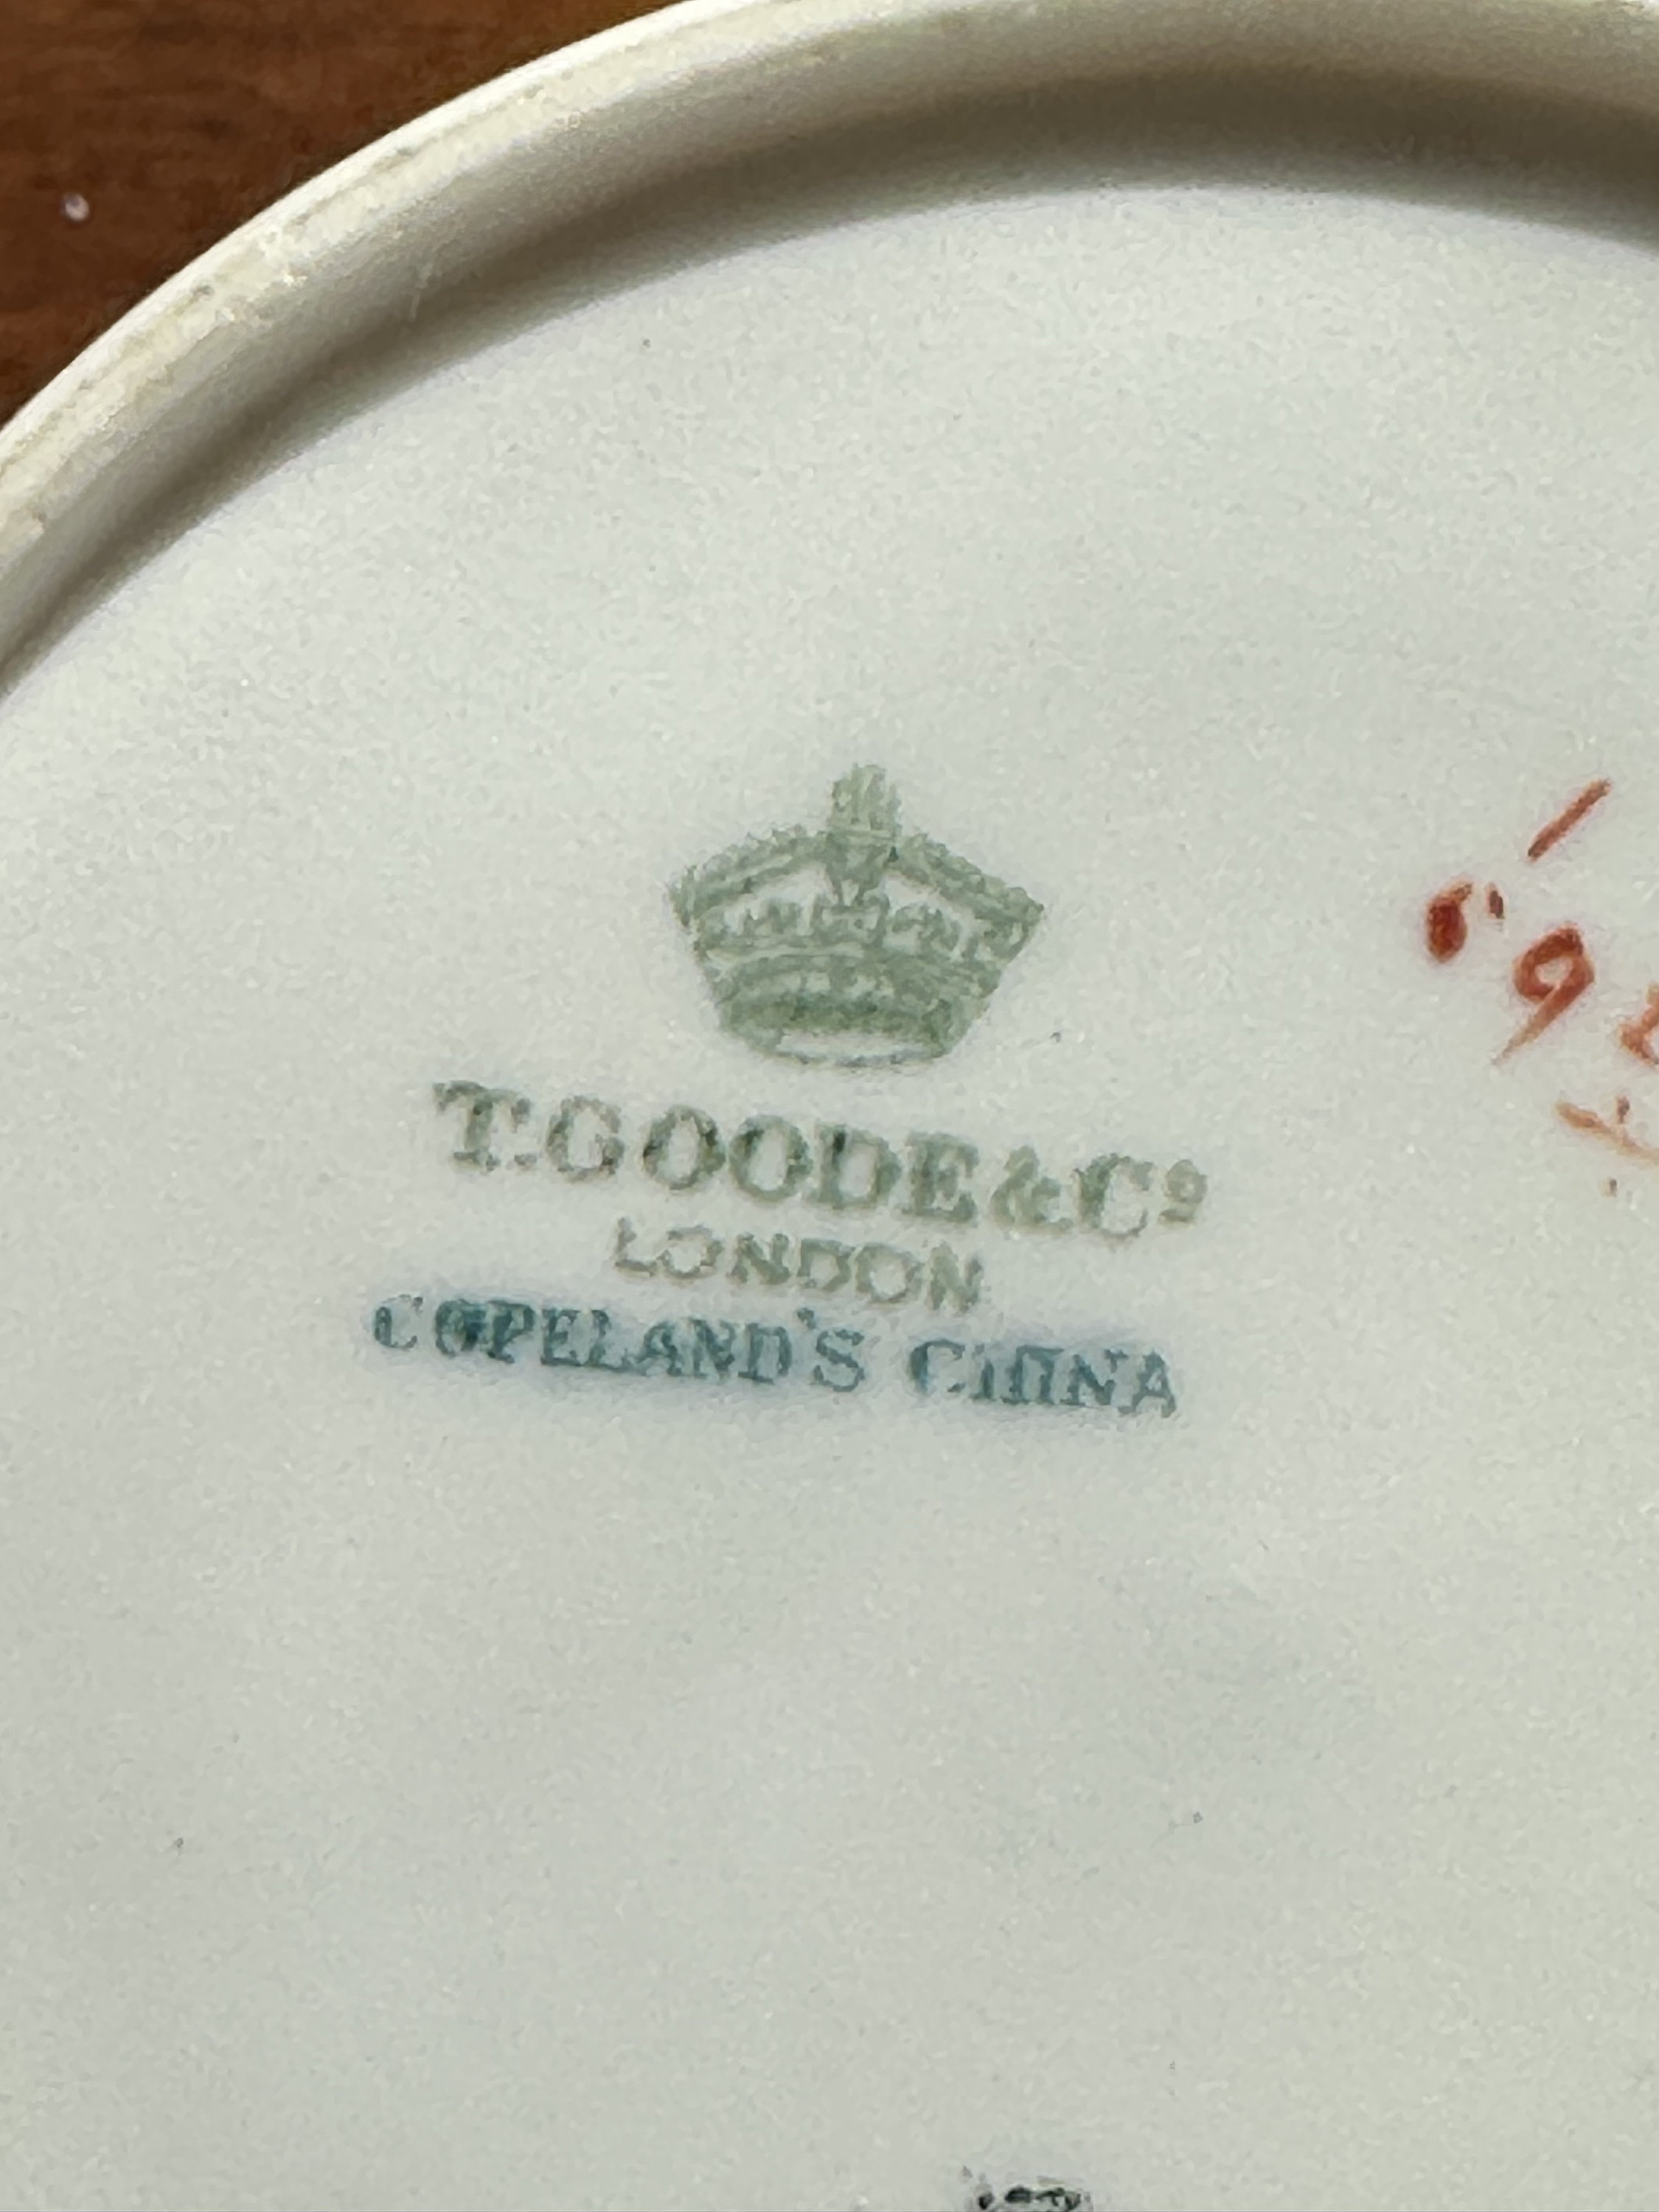 T. GOODE & Cº
LONDON
COPELAND'S CHINA